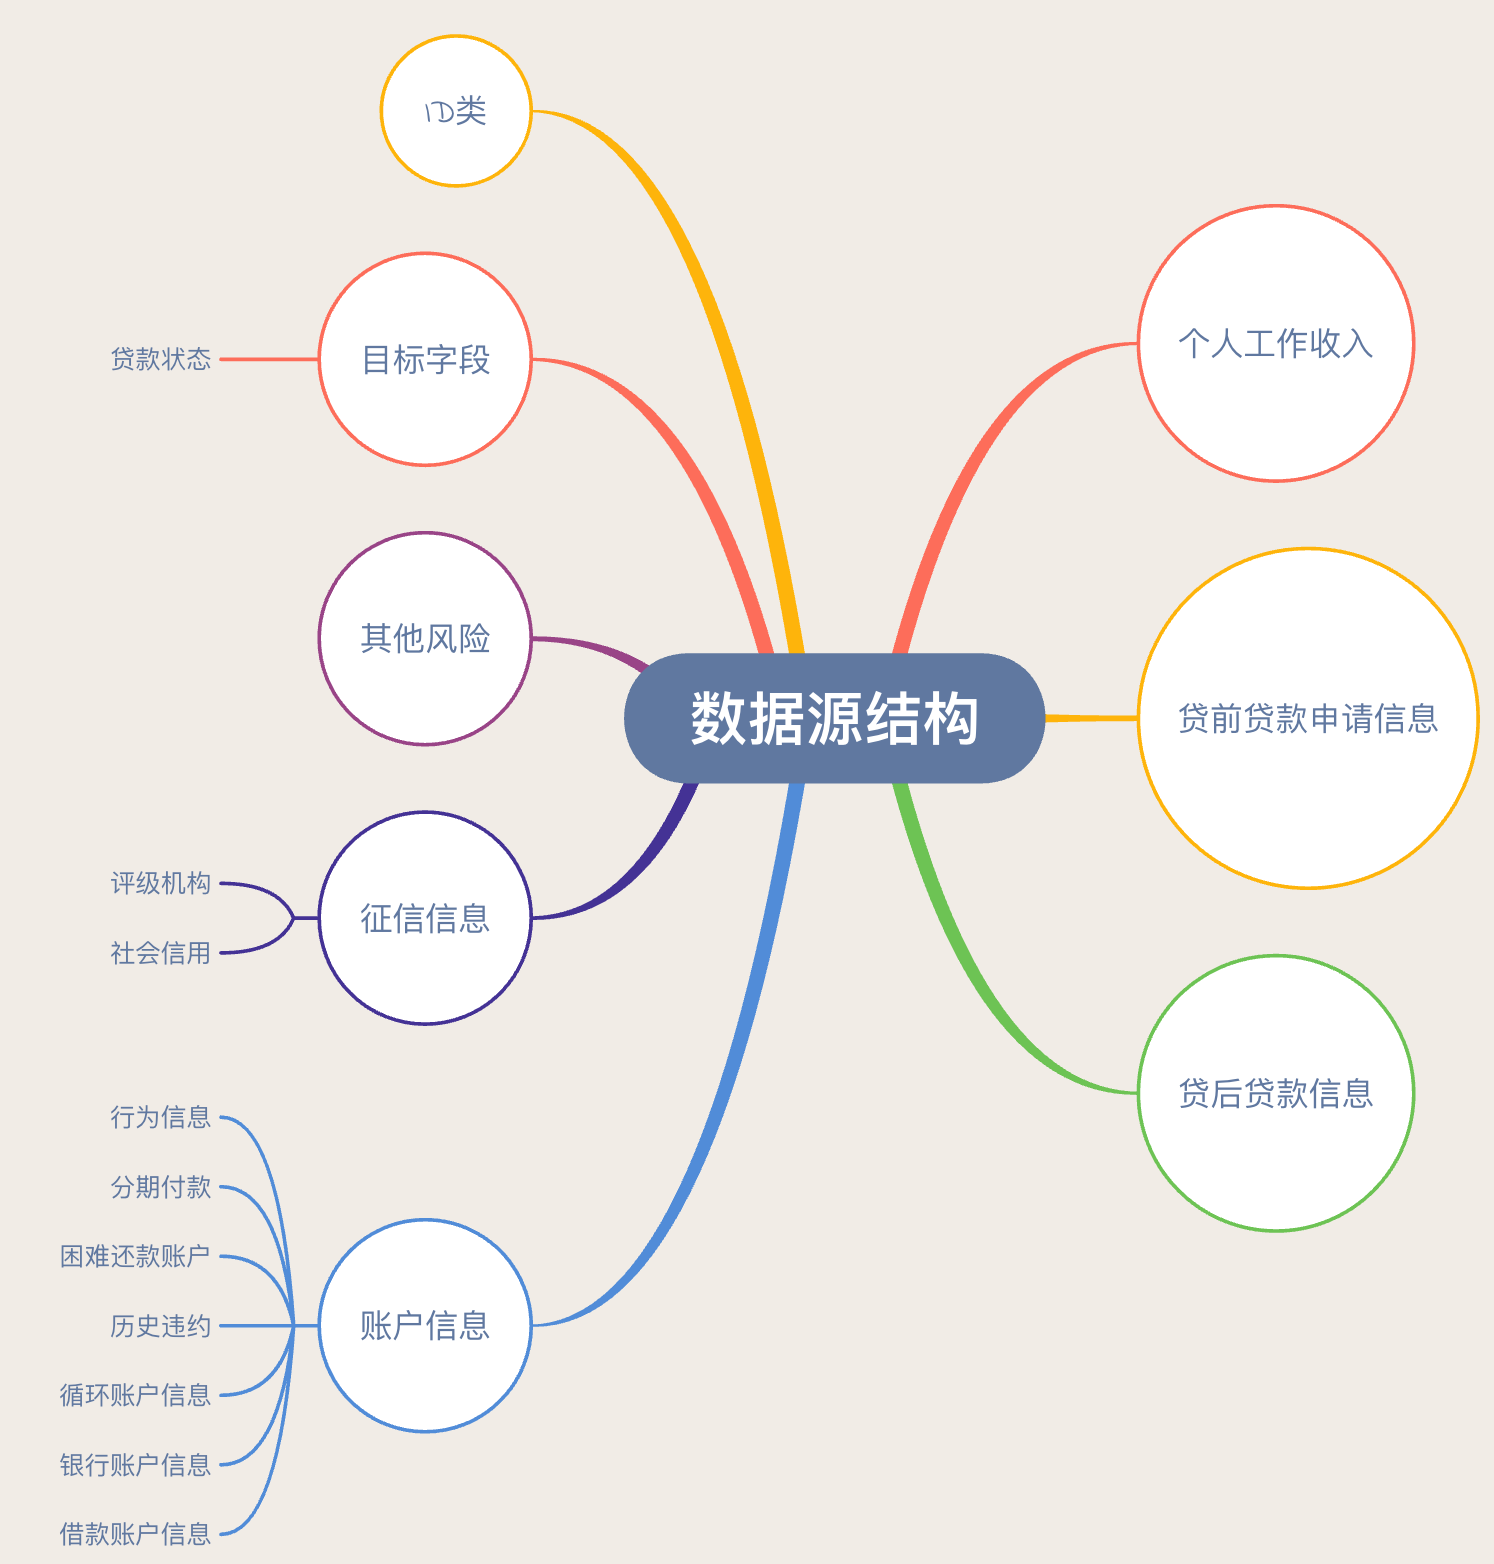 数据源结构
个人工作收入
贷前贷款申请信息
贷后贷款信息
ID类
目标字段
贷款状态
其他风险
征信信息
评级机构
社会信用
账户信息
行为信息
分期付款
困难还款账户
历史违约
循环账户信息
银行账户信息
借款账户信息